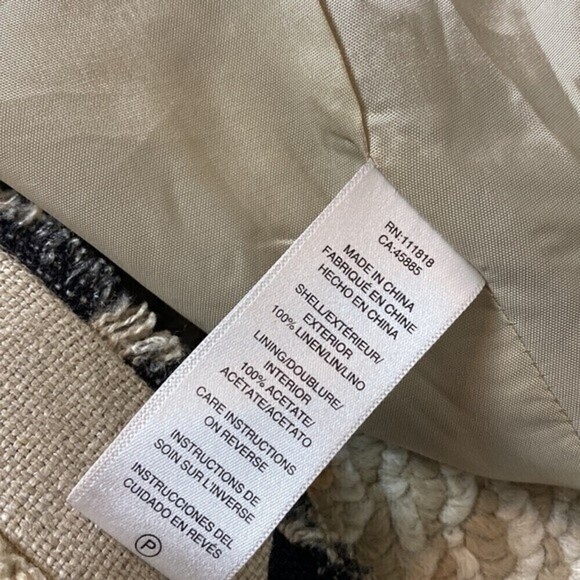 RN:111818
CA:45885
MADE IN CHINA
FABRIQUÉ EN CHINE
HECHO EN CHINA
SHELL/EXTÉRIEUR/
EXTERIOR
100% LINEN/LIN/LINO
LINING/DOUBLURE/
INTERIOR
100% ACETATE/
ACÉTATE/ACETATO
CARE INSTRUCTIONS
ON REVERSE
INSTRUCTIONS DE
SOIN SUR L'INVERSE
INSTRUCCIONES DEL
CUIDADO EN REVÉS
P